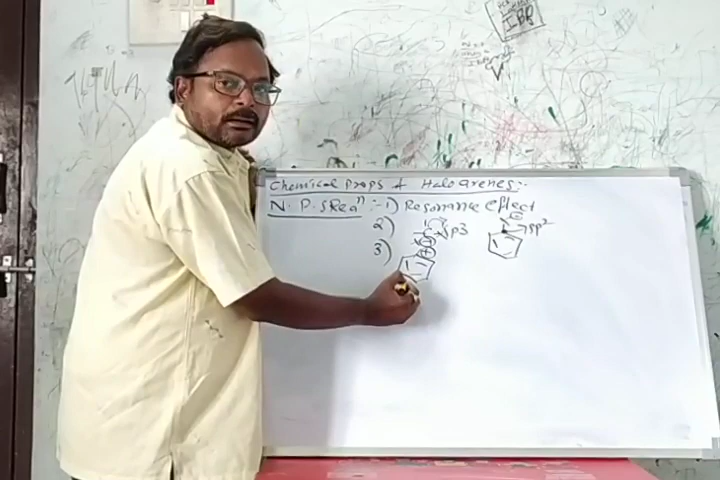 Chemical Props of Haloarenes:-
N. P. S Reaⁿ :- 1) Resonance effect
2) sp3 sp²
3)